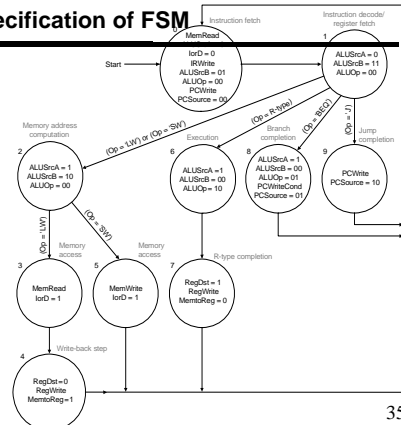 ecification of FSM
Instruction fetch
0
MemRead
IorD = 0
IRWrite
ALUSrcB = 01
ALUOp = 00
PCWrite
PCSource = 00
Start
Instruction decode/
register fetch
1
ALUSrcA = 0
ALUSrcB = 11
ALUOp = 00
(Op = 'LW') or (Op = 'SW')
(Op = R-type)
(Op = 'BEQ')
(Op = 'J')
Memory address
computation
2
ALUSrcA = 1
ALUSrcB = 10
ALUOp = 00
Execution
6
ALUSrcA =1
ALUSrcB = 00
ALUOp = 10
Branch
completion
8
ALUSrcA = 1
ALUSrcB = 00
ALUOp = 01
PCWriteCond
PCSource = 01
Jump
completion
9
PCWrite
PCSource = 10
(Op = 'LW')
(Op = 'SW')
Memory
access
3
MemRead
IorD = 1
Memory
access
5
MemWrite
IorD = 1
R-type completion
7
RegDst = 1
RegWrite
MemtoReg = 0
Write-back step
4
RegDst=0
RegWrite
MemtoReg=1
35